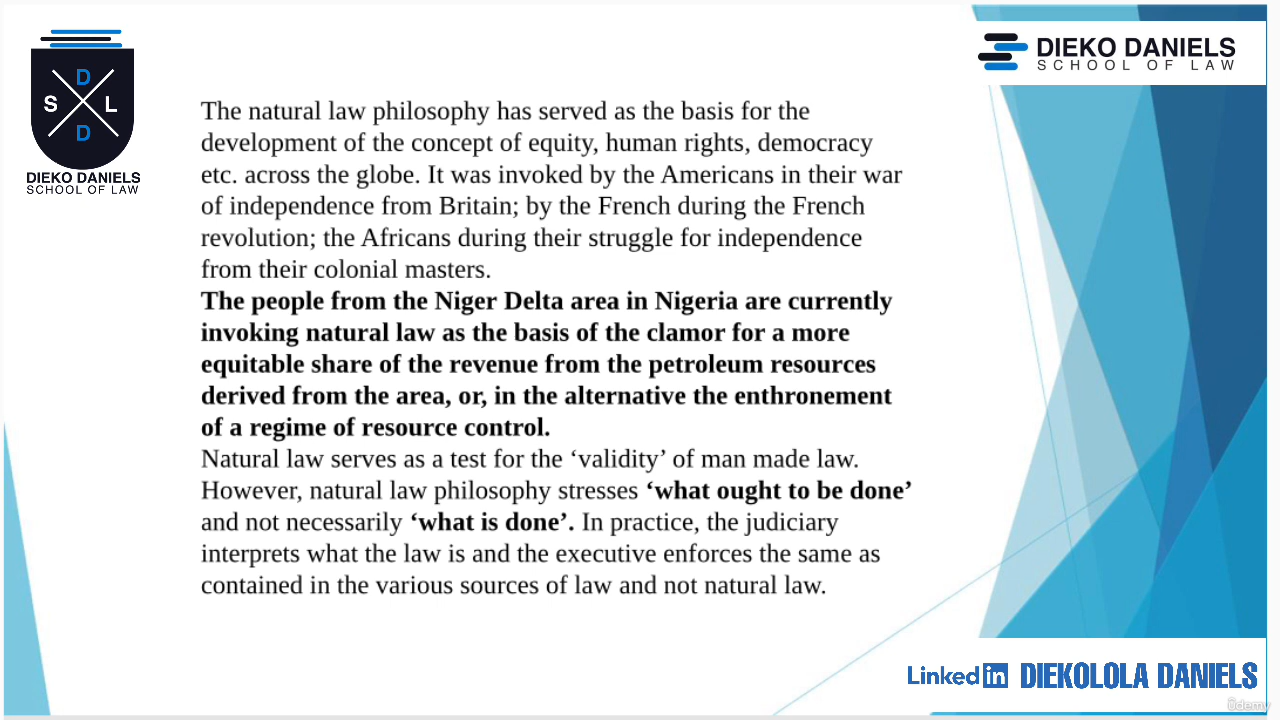 D
S L
D
DIEKO DANIELS
SCHOOL OF LAW
DIEKO DANIELS
SCHOOL OF LAW
The natural law philosophy has served as the basis for the
development of the concept of equity, human rights, democracy
etc. across the globe. It was invoked by the Americans in their war
of independence from Britain; by the French during the French
revolution; the Africans during their struggle for independence
from their colonial masters.
The people from the Niger Delta area in Nigeria are currently
invoking natural law as the basis of the clamor for a more
equitable share of the revenue from the petroleum resources
derived from the area, or, in the alternative the enthronement
of a regime of resource control.
Natural law serves as a test for the ‘validity’ of man made law.
However, natural law philosophy stresses ‘what ought to be done’
and not necessarily ‘what is done’. In practice, the judiciary
interprets what the law is and the executive enforces the same as
contained in the various sources of law and not natural law.
Linkedin DIEKOLOLA DANIELS
ûdemy